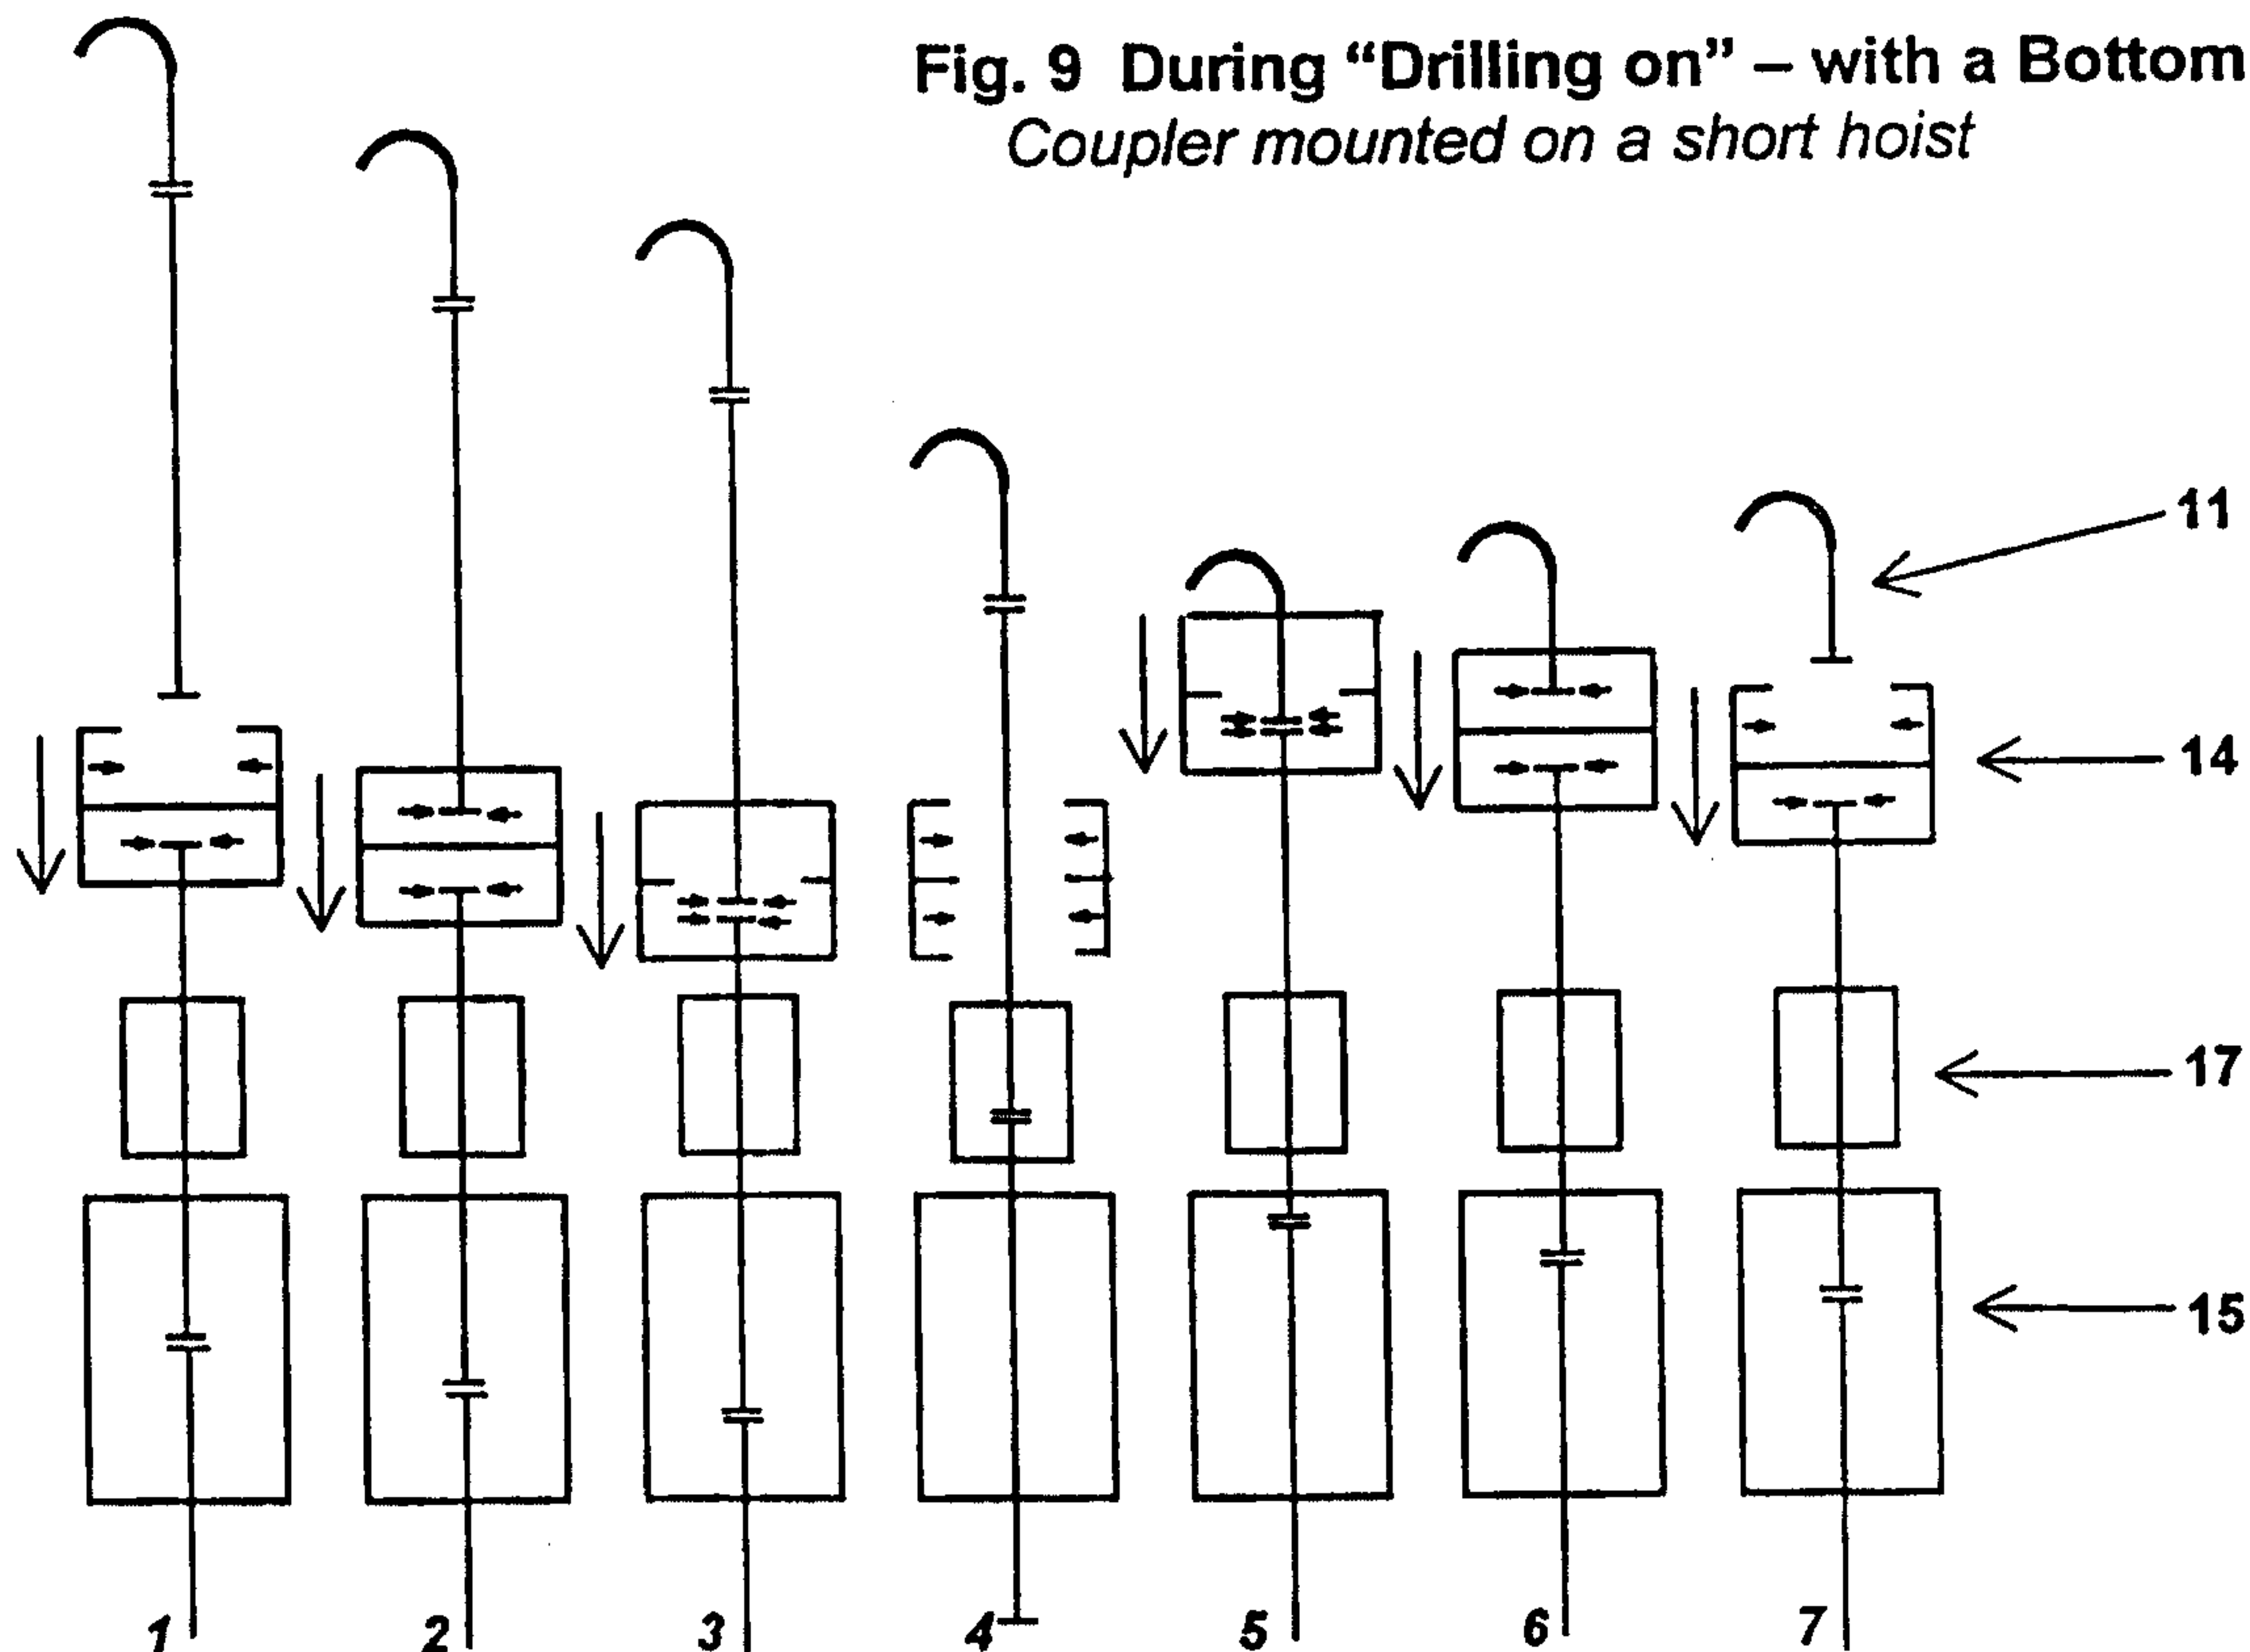 Fig. 9 During “Drilling on” – with a Bottom
Coupler mounted on a short hoist
11
14
17
15
1 2 3 4 5 6 7